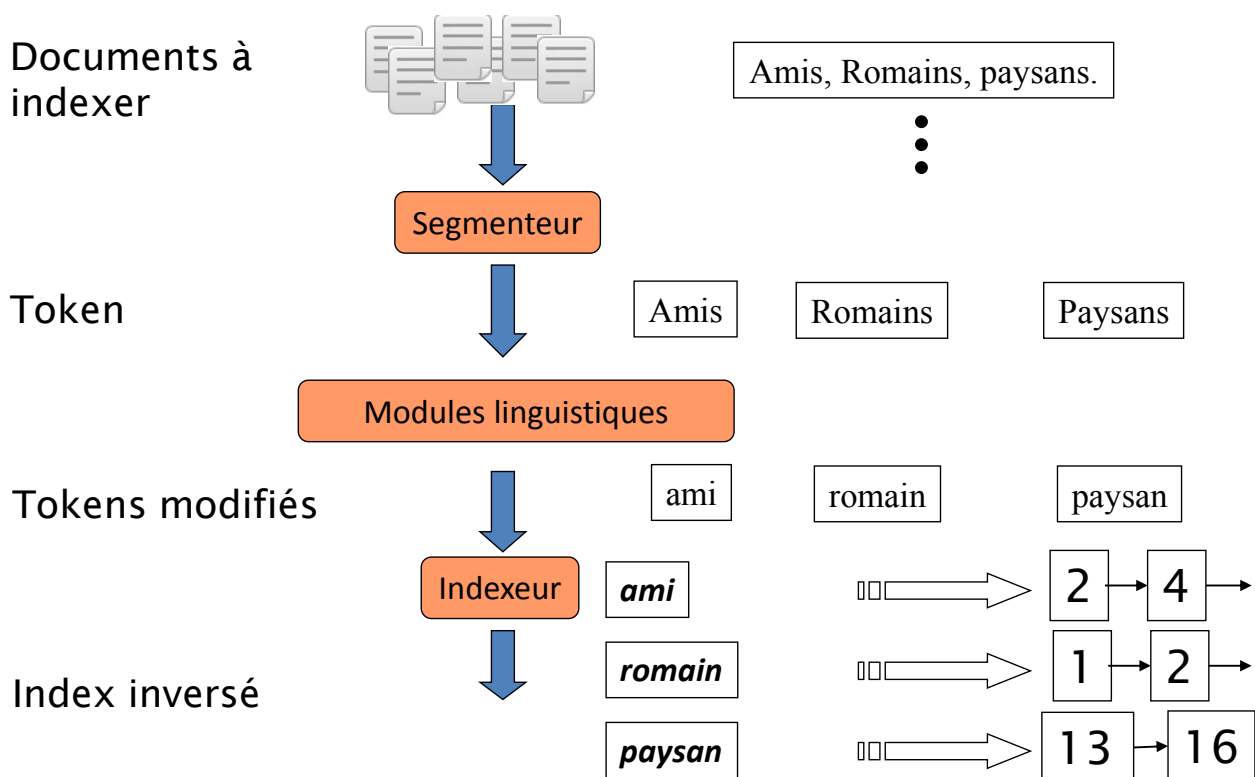 Documents à
indexer
Amis, Romains, paysans.
Segmenteur
Token
Amis
Romains
Paysans
Modules linguistiques
Tokens modifiés
ami
romain
paysan
Indexeur
ami
2
4
romain
1
2
Index inversé
paysan
13
16